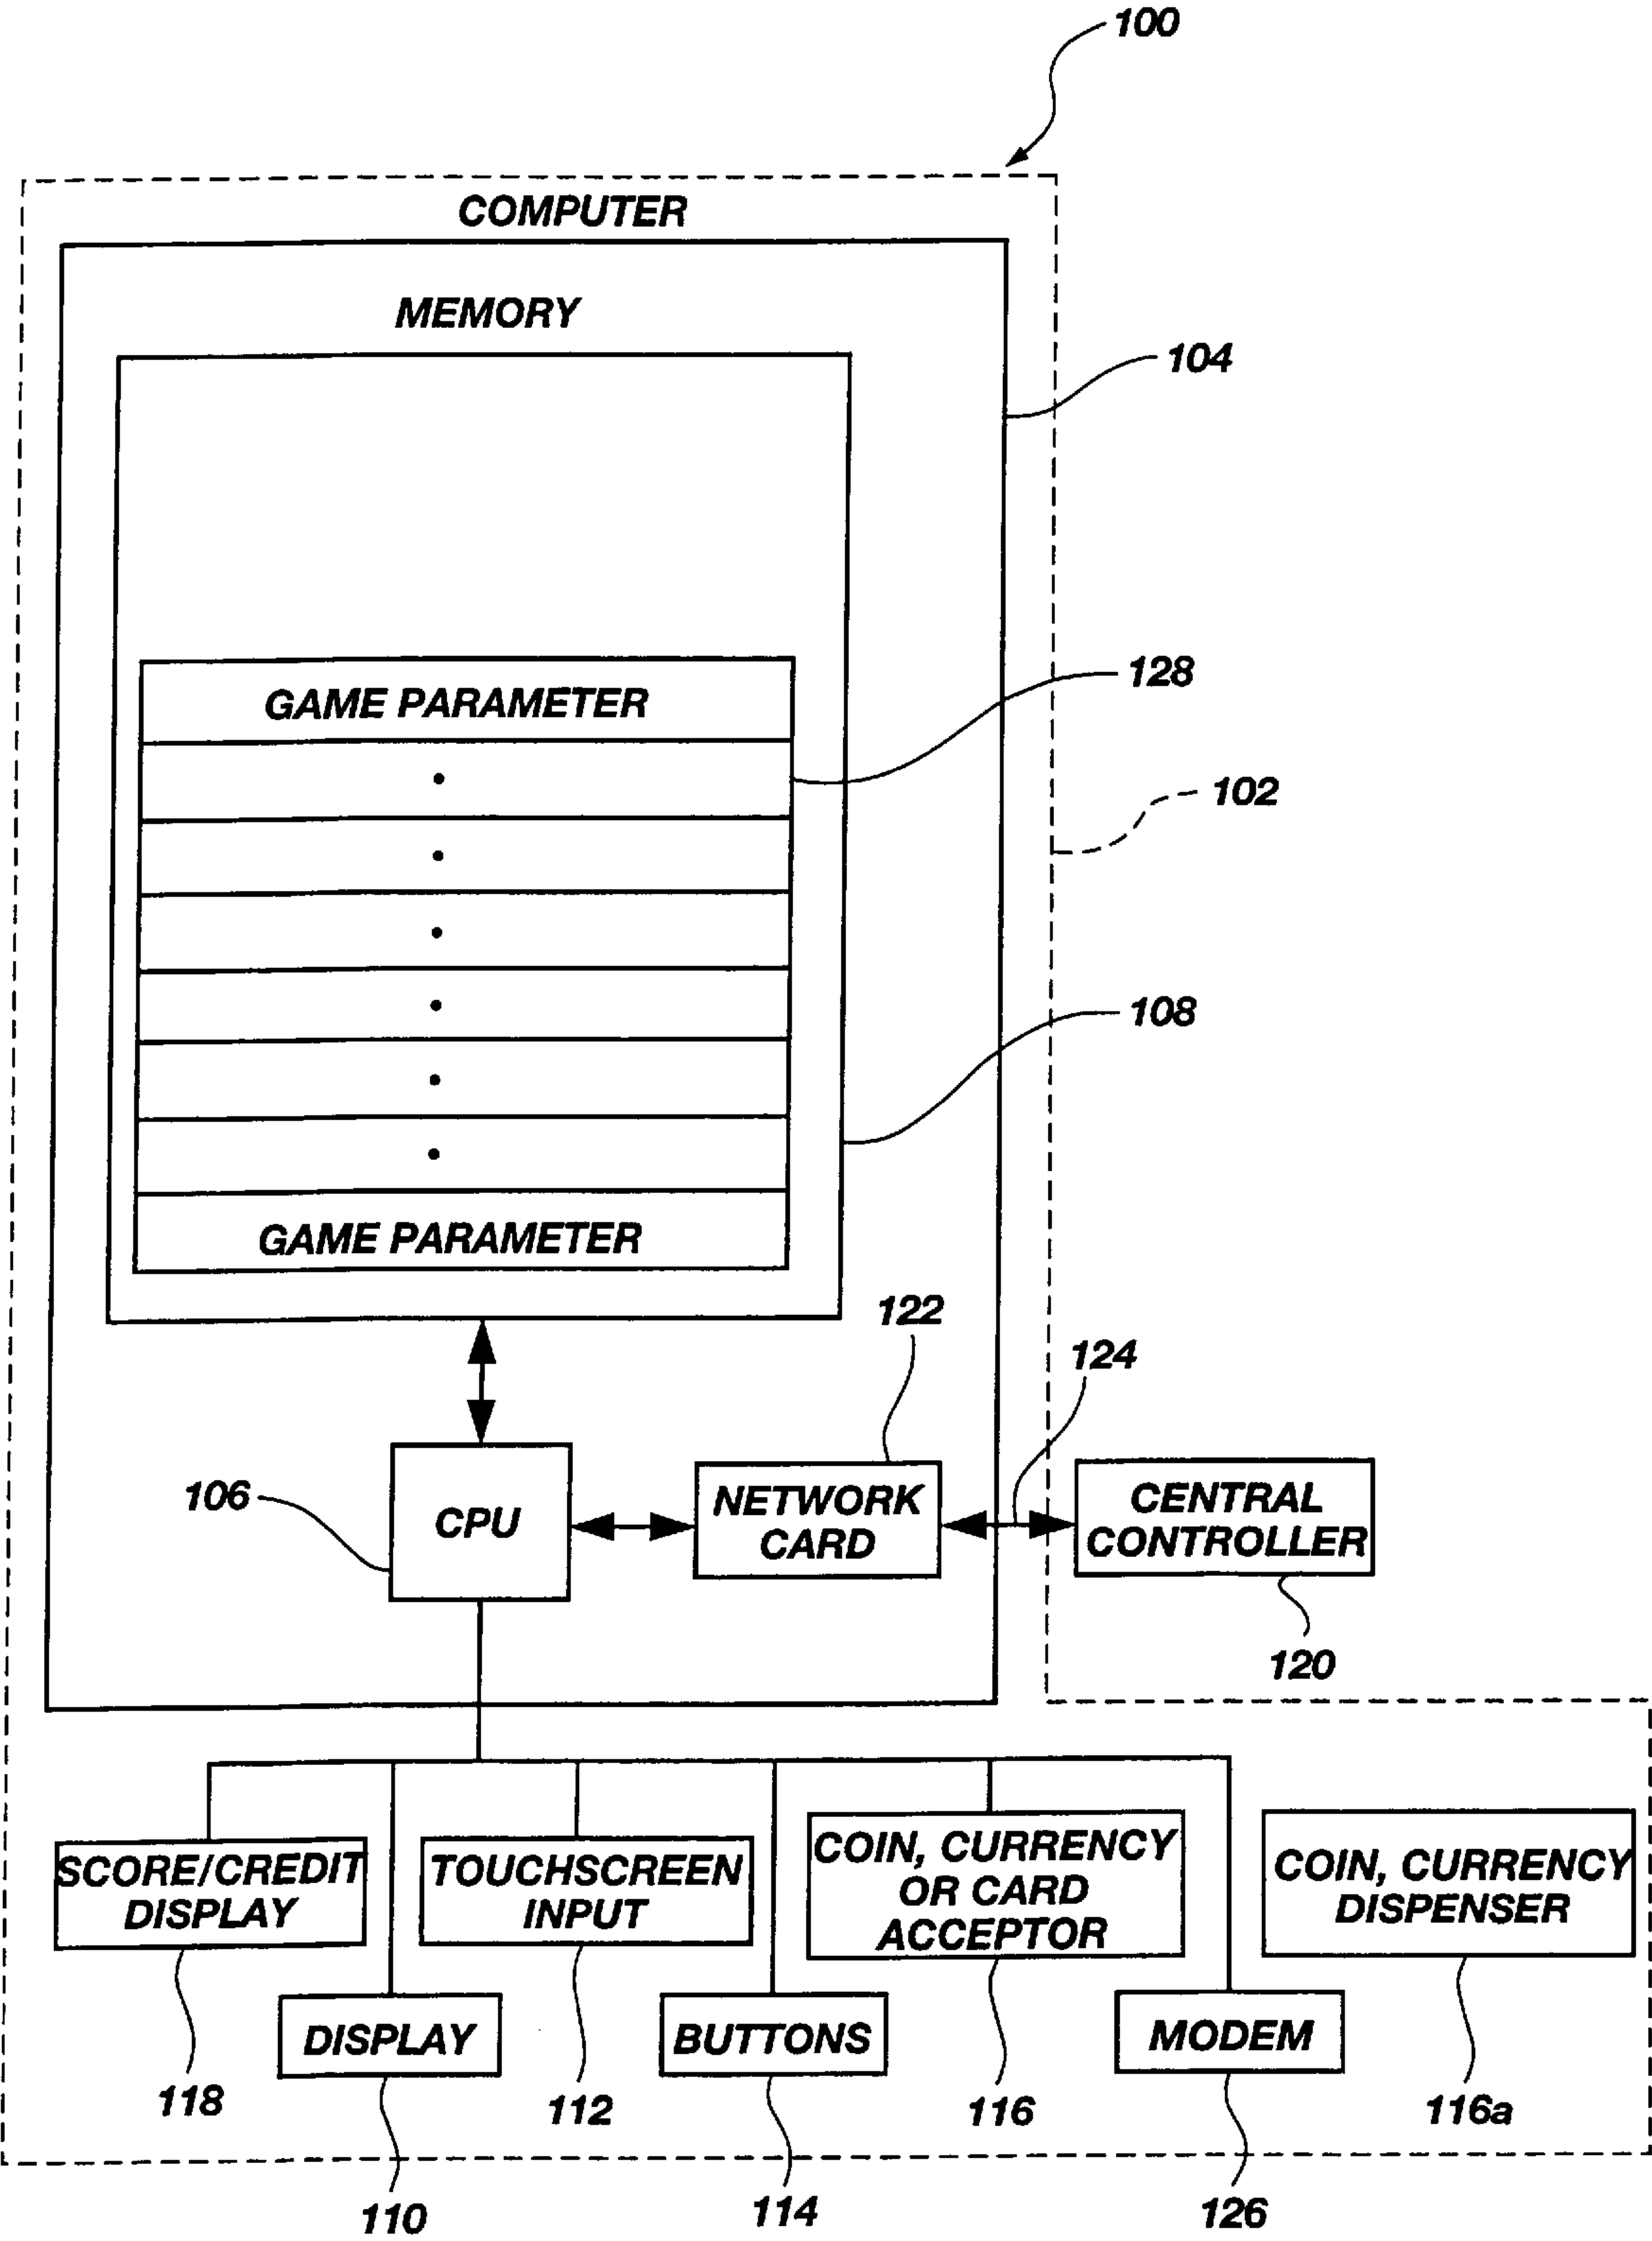 100
COMPUTER
MEMORY
104
GAME PARAMETER
128
102
108
GAME PARAMETER
122
124
106
CPU
NETWORK
CARD
CENTRAL
CONTROLLER
120
SCORE/CREDIT
DISPLAY
TOUCHSCREEN
INPUT
COIN, CURRENCY
OR CARD
ACCEPTOR
COIN, CURRENCY
DISPENSER
DISPLAY
BUTTONS
MODEM
118
112
116
116a
110
114
126